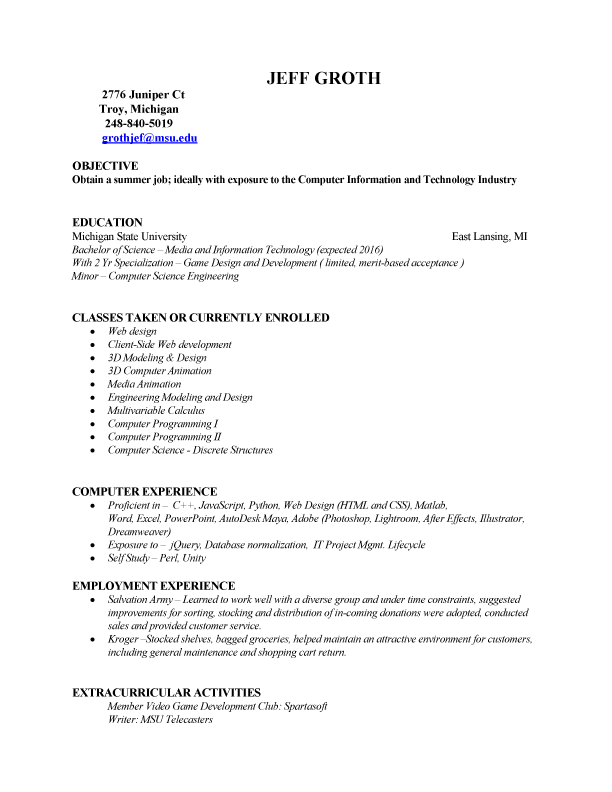 JEFF GROTH
2776 Juniper Ct
Troy, Michigan
248-840-5019
grothjef@msu.edu
OBJECTIVE
Obtain a summer job; ideally with exposure to the Computer Information and Technology Industry
EDUCATION
Michigan State University East Lansing, MI
Bachelor of Science – Media and Information Technology (expected 2016)
With 2 Yr Specialization – Game Design and Development ( limited, merit-based acceptance )
Minor – Computer Science Engineering
CLASSES TAKEN OR CURRENTLY ENROLLED
• Web design
• Client-Side Web development
• 3D Modeling & Design
• 3D Computer Animation
• Media Animation
• Engineering Modeling and Design
• Multivariable Calculus
• Computer Programming I
• Computer Programming II
• Computer Science - Discrete Structures
COMPUTER EXPERIENCE
• Proficient in – C++, JavaScript, Python, Web Design (HTML and CSS), Matlab,
Word, Excel, PowerPoint, AutoDesk Maya, Adobe (Photoshop, Lightroom, After Effects, Illustrator,
Dreamweaver)
• Exposure to – jQuery, Database normalization, IT Project Mgmt. Lifecycle
• Self Study – Perl, Unity
EMPLOYMENT EXPERIENCE
• Salvation Army – Learned to work well with a diverse group and under time constraints, suggested
improvements for sorting, stocking and distribution of in-coming donations were adopted, conducted
sales and provided customer service.
• Kroger –Stocked shelves, bagged groceries, helped maintain an attractive environment for customers,
including general maintenance and shopping cart return.
EXTRACURRICULAR ACTIVITIES
Member Video Game Development Club: Spartasoft
Writer: MSU Telecasters